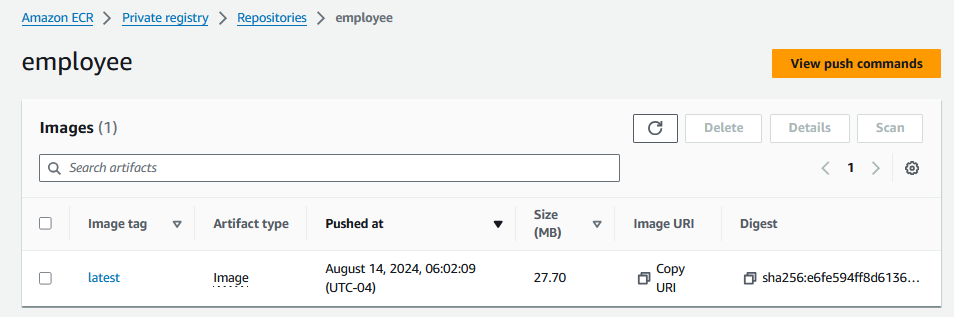 Amazon ECR > Private registry > Repositories > employee
employee
View push commands
Images (1)
Delete
Details
Scan
Search artifacts
1
Image tag
Artifact type
Pushed at
Size (MB)
Image URI
Digest
latest
Image
August 14, 2024, 06:02:09
(UTC-04)
27.70
Copy
URI
sha256:e6fe594ff8d6136...